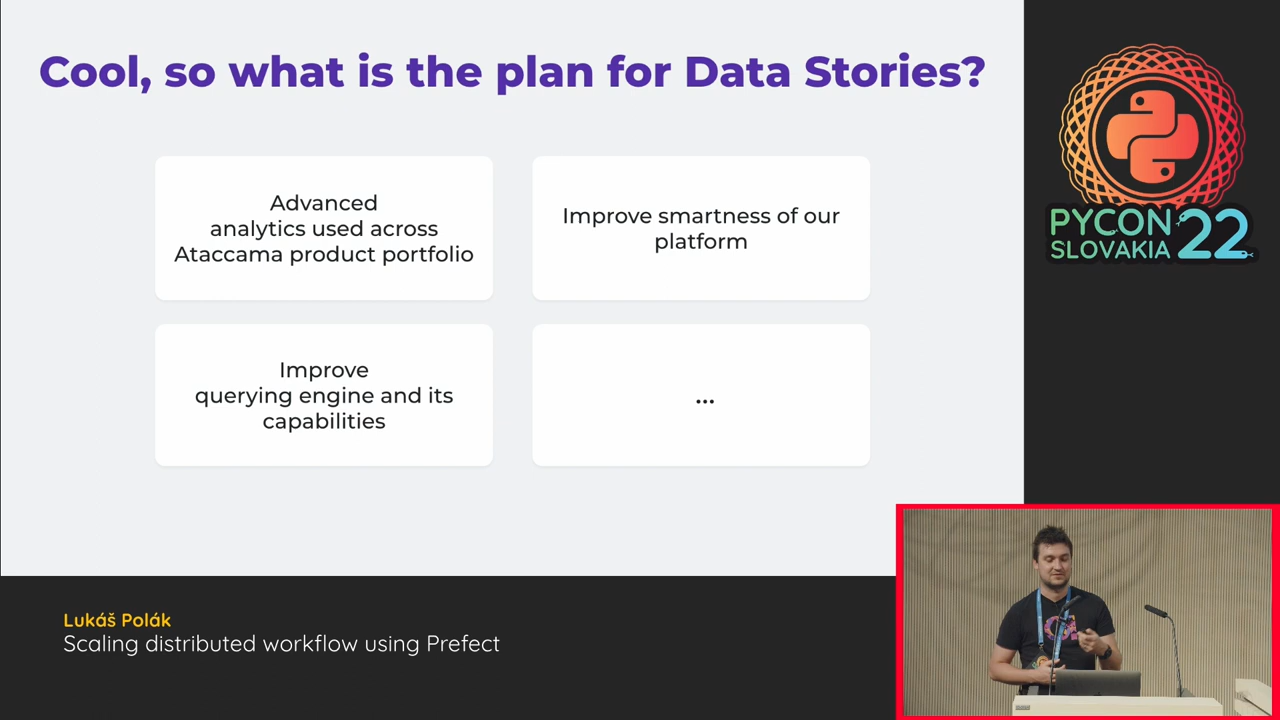 Cool, so what is the plan for Data Stories?
Advanced
analytics used across
Ataccama product portfolio
Improve smartness of our
platform
Improve
querying engine and its
capabilities
...
PYCON
SLOVAKIA
22
Lukáš Polák
Scaling distributed workflow using Prefect